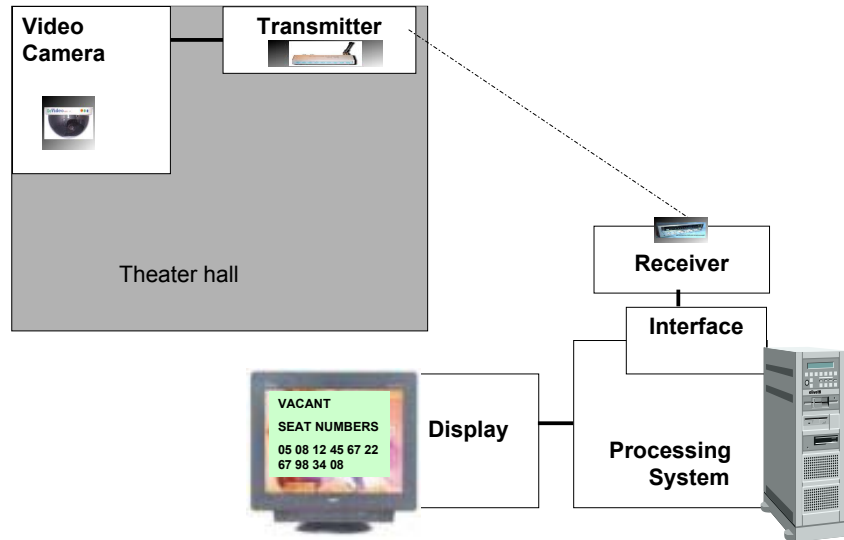 Video
Camera
Transmitter
Theater hall
Receiver
Interface
VACANT
SEAT NUMBERS
05 08 12 45 67 22
67 98 34 08
Display
Processing
System